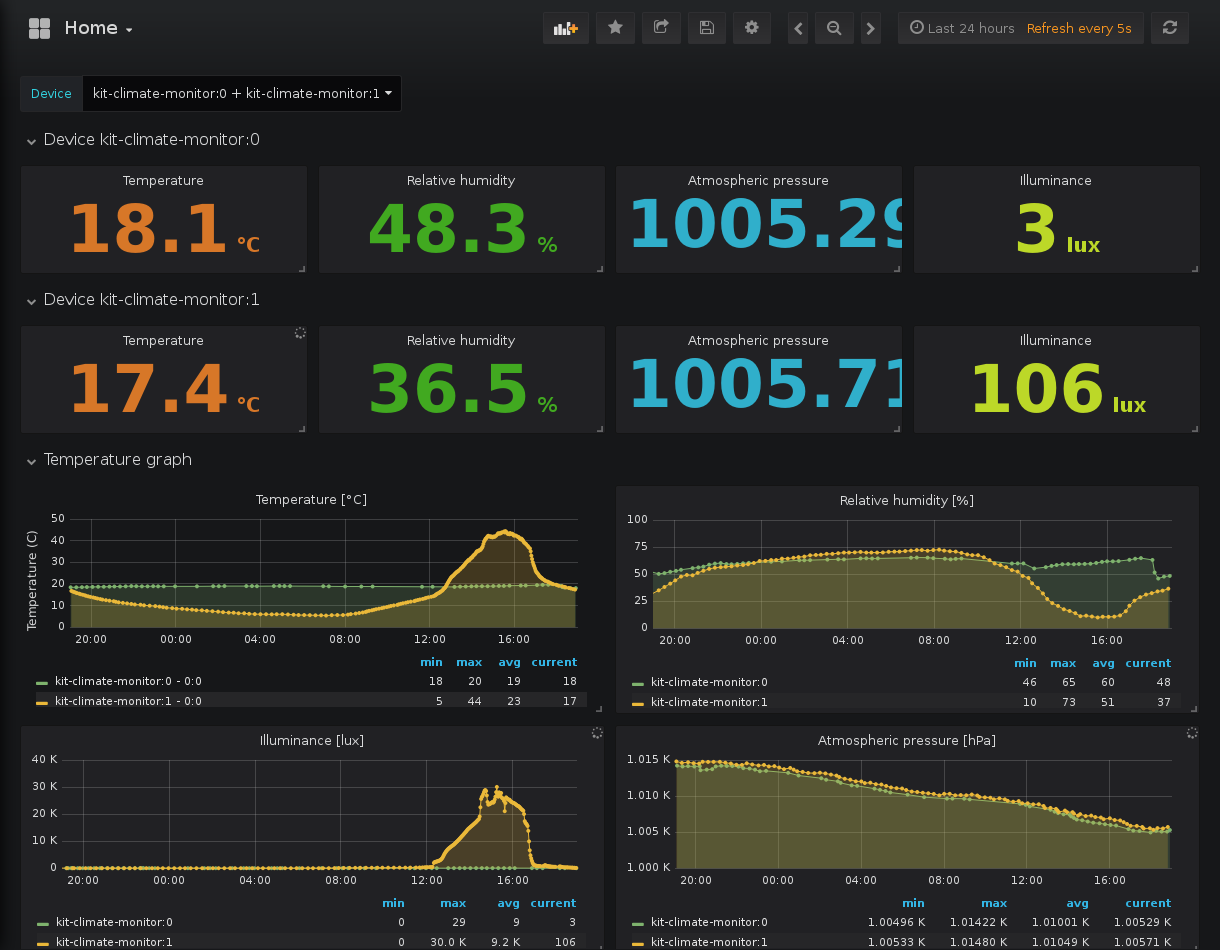 Home
Last 24 hours Refresh every 5s
Device kit-climate-monitor:0 + kit-climate-monitor:1
Device kit-climate-monitor:0
Temperature Relative humidity Atmospheric pressure Illuminance
18.1 °C 48.3 % 1005.29 3 lux
Device kit-climate-monitor:1
Temperature Relative humidity Atmospheric pressure Illuminance
17.4 °C 36.5 % 1005.71 106 lux
Temperature graph
Temperature [°C]
Temperature (C)
50
40
30
20
10
0
20:00 00:00 04:00 08:00 12:00 16:00
min max avg current
kit-climate-monitor:0 - 0:0 18 20 19 18
kit-climate-monitor:1 - 0:0 5 44 23 17
Relative humidity [%]
100
75
50
25
0
20:00 00:00 04:00 08:00 12:00 16:00
min max avg current
kit-climate-monitor:0 46 65 60 48
kit-climate-monitor:1 10 73 51 37
Illuminance [lux]
40 K
30 K
20 K
10 K
0
20:00 00:00 04:00 08:00 12:00 16:00
min max avg current
kit-climate-monitor:0 0 29 9 3
kit-climate-monitor:1 0 30.0 K 9.2 K 106
Atmospheric pressure [hPa]
1.015 K
1.010 K
1.005 K
1.000 K
20:00 00:00 04:00 08:00 12:00 16:00
min max avg current
kit-climate-monitor:0 1.00496 K 1.01422 K 1.01001 K 1.00529 K
kit-climate-monitor:1 1.00533 K 1.01480 K 1.01049 K 1.00571 K